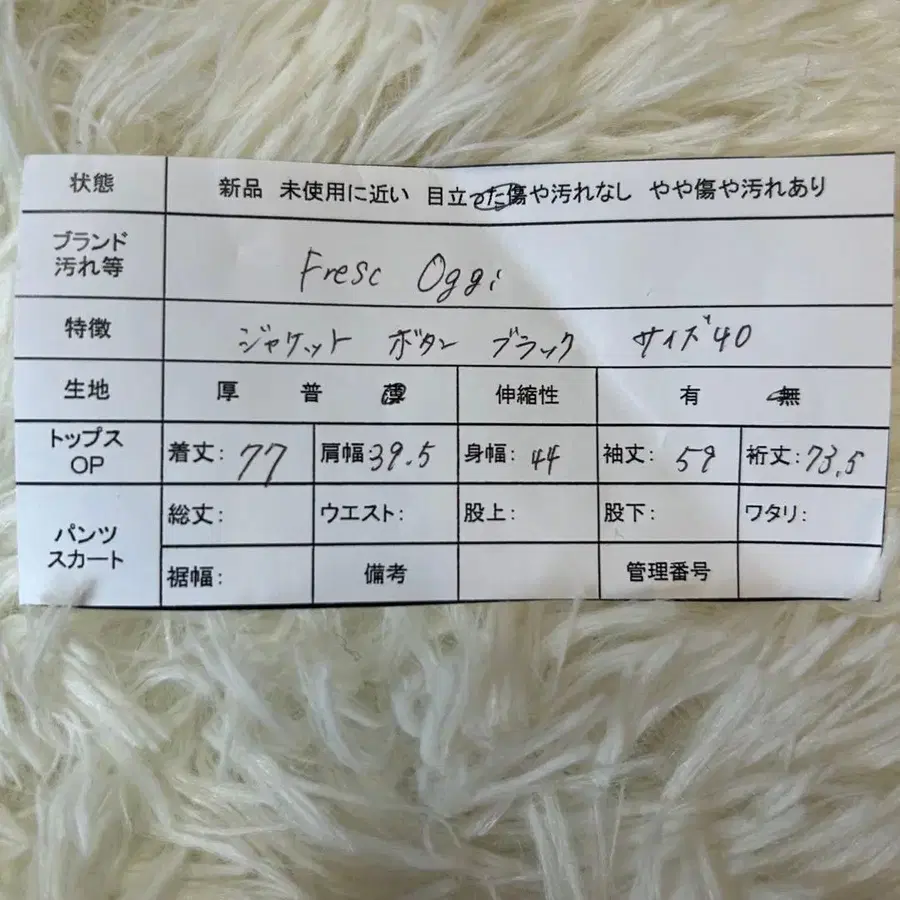 状態 新品 未使用に近い 目立った傷や汚れなし やや傷や汚れあり
ブランド
汚れ等 Fresc Oggi
特徴 ジャケット ボタン ブラック サイズ40
生地 厚 普 薄 伸縮性 有 無
トップス
OP 着丈: 77 肩幅 39.5 身幅: 44 袖丈: 59 裄丈: 73.5
パンツ
スカート 総丈: ウエスト: 股上: 股下: ワタリ:
裾幅: 備考 管理番号